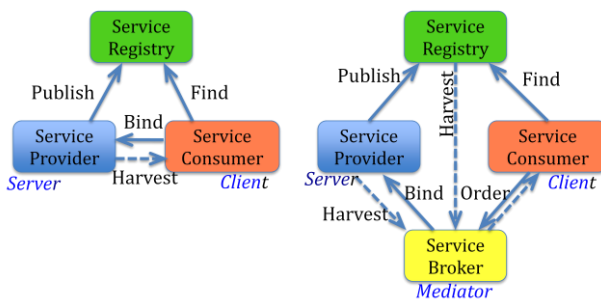 Service
Registry
Publish
Find
Bind
Service
Provider
Service
Consumer
Harvest
Server
Client
Service
Registry
Publish
Harvest
Find
Service
Provider
Service
Consumer
Server
Client
Bind
Order
Harvest
Service
Broker
Mediator